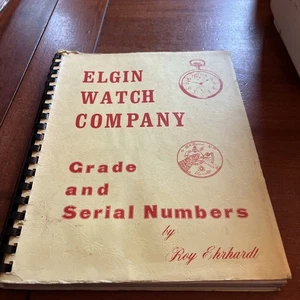 ELGIN
WATCH
COMPANY
Grade
and
Serial Numbers
by
Roy Ehrhardt